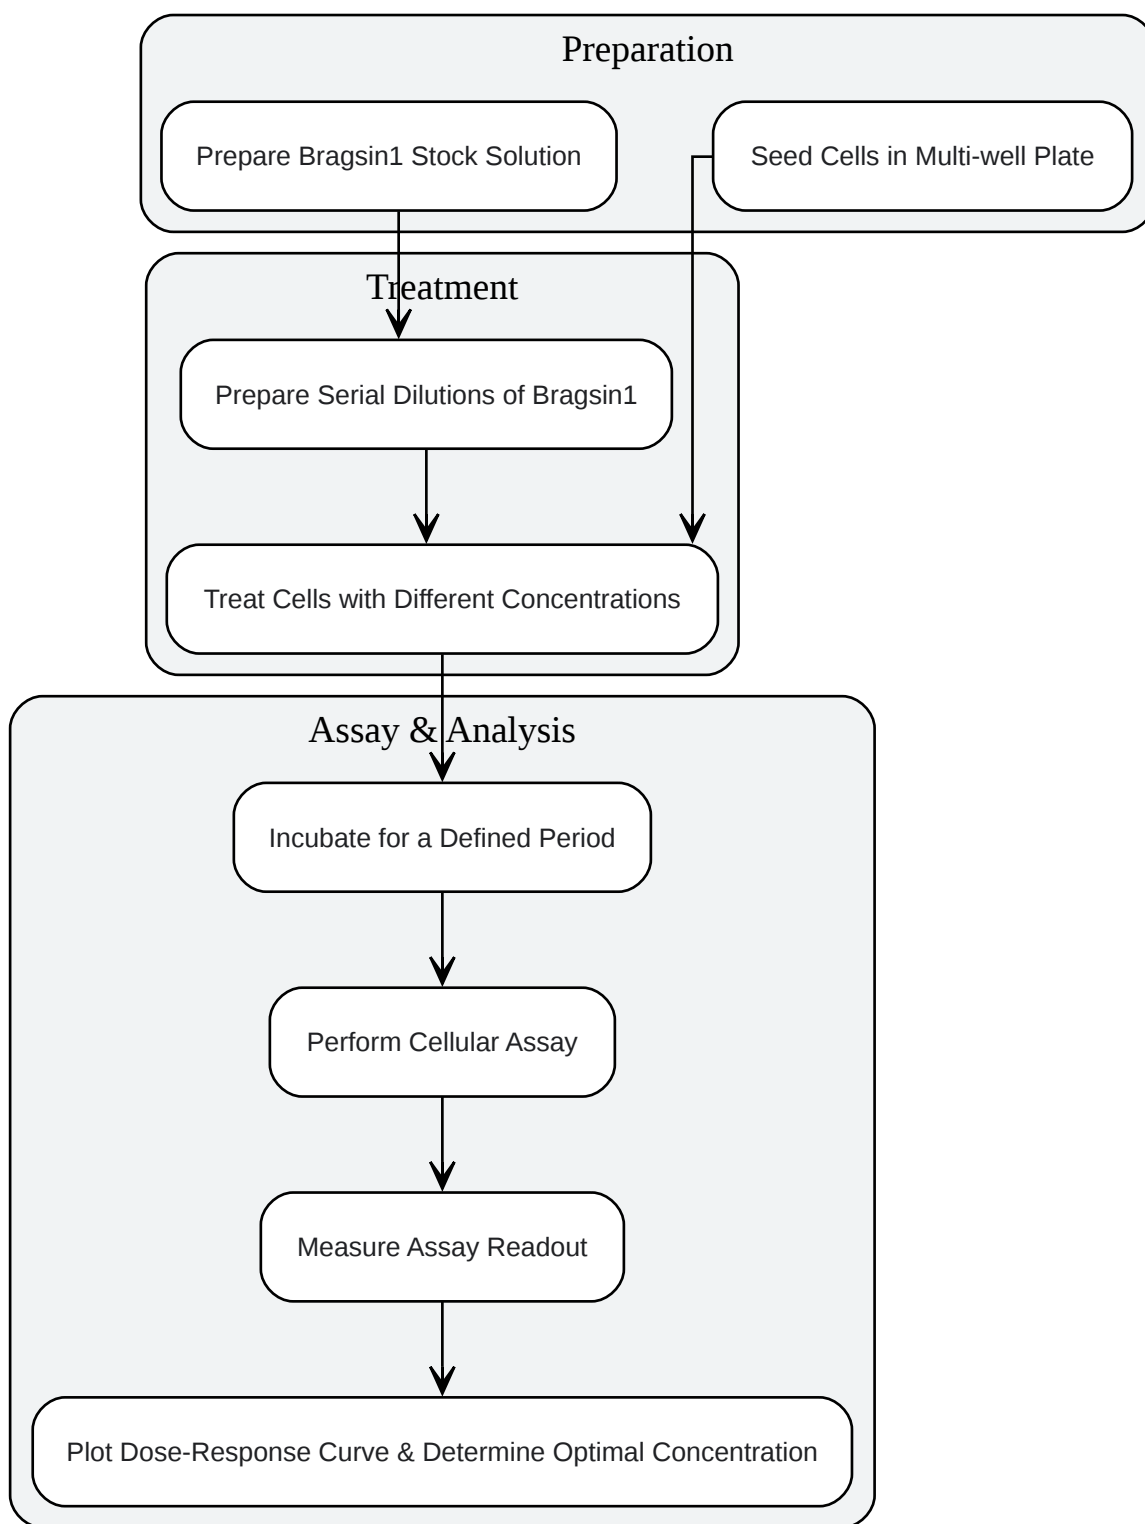 Preparation
Prepare Bragsin1 Stock Solution
Seed Cells in Multi-well Plate
Treatment
Prepare Serial Dilutions of Bragsin1
Treat Cells with Different Concentrations
Assay & Analysis
Incubate for a Defined Period
Perform Cellular Assay
Measure Assay Readout
Plot Dose-Response Curve & Determine Optimal Concentration